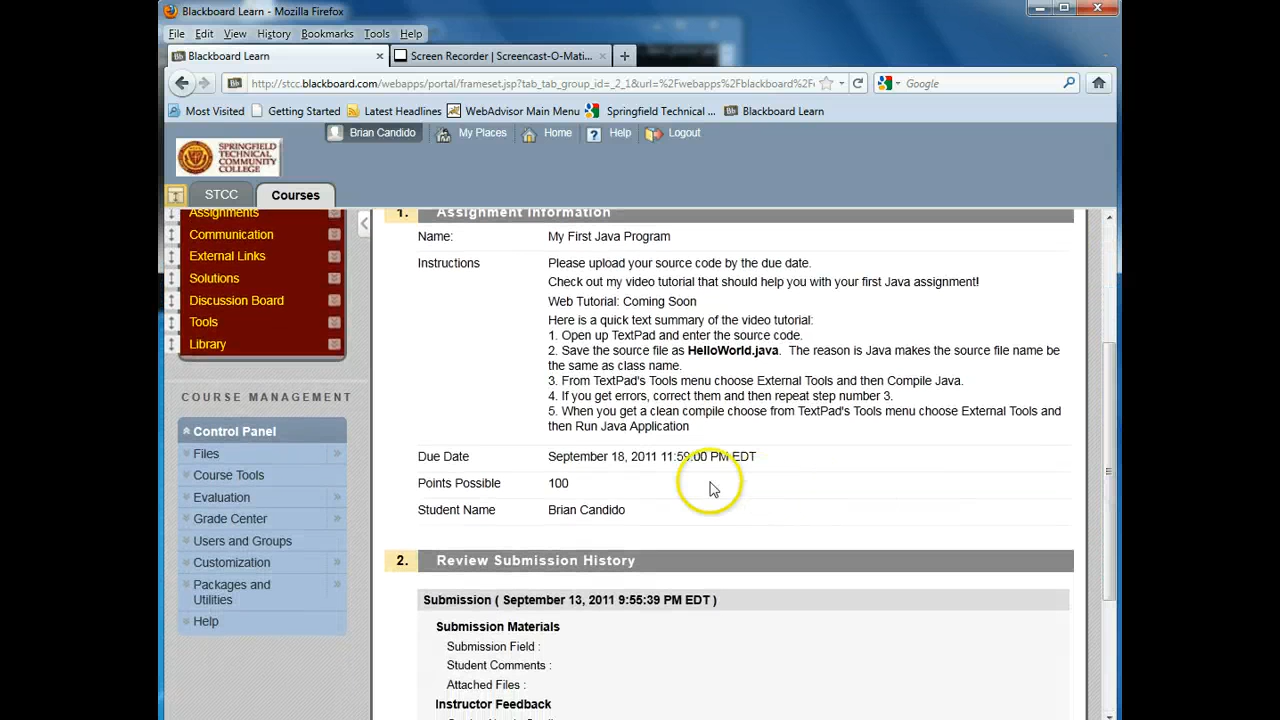 Blackboard Learn - Mozilla Firefox
File Edit View History Bookmarks Tools Help
Blackboard Learn
Screen Recorder | Screencast-O-Mati...
http://stcc.blackboard.com/webapps/portal/frameset.jsp?tab_tab_group_id=_2_1&url=%2Fwebapps%2Fblackboard%2F
Google
Most Visited Getting Started Latest Headlines WebAdvisor Main Menu Springfield Technical ... Blackboard Learn
Brian Candido My Places Home Help Logout
SPRINGFIELD
TECHNICAL
COMMUNITY
COLLEGE
STCC Courses
Assignments
Communication
External Links
Solutions
Discussion Board
Tools
Library
COURSE MANAGEMENT
Control Panel
Files
Course Tools
Evaluation
Grade Center
Users and Groups
Customization
Packages and
Utilities
Help
1. Assignment Information
Name: My First Java Program
Instructions Please upload your source code by the due date.
Check out my video tutorial that should help you with your first Java assignment!
Web Tutorial: Coming Soon
Here is a quick text summary of the video tutorial:
1. Open up TextPad and enter the source code.
2. Save the source file as HelloWorld.java. The reason is Java makes the source file name be
the same as class name.
3. From TextPad's Tools menu choose External Tools and then Compile Java.
4. If you get errors, correct them and then repeat step number 3.
5. When you get a clean compile choose from TextPad's Tools menu choose External Tools and
then Run Java Application
Due Date September 18, 2011 11:59:00 PM EDT
Points Possible 100
Student Name Brian Candido
2. Review Submission History
Submission ( September 13, 2011 9:55:39 PM EDT )
Submission Materials
Submission Field :
Student Comments :
Attached Files :
Instructor Feedback